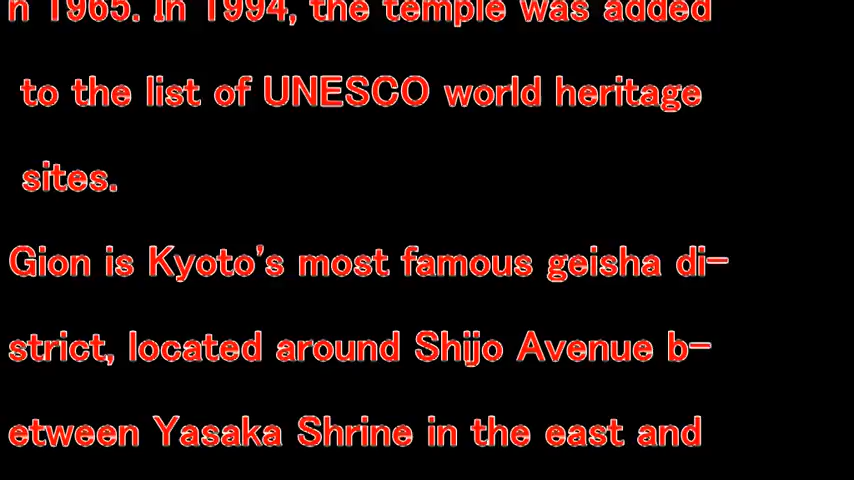 n 1965. In 1994, the temple was added
to the list of UNESCO world heritage
sites.
Gion is Kyoto's most famous geisha di-
strict, located around Shijo Avenue b-
etween Yasaka Shrine in the east and